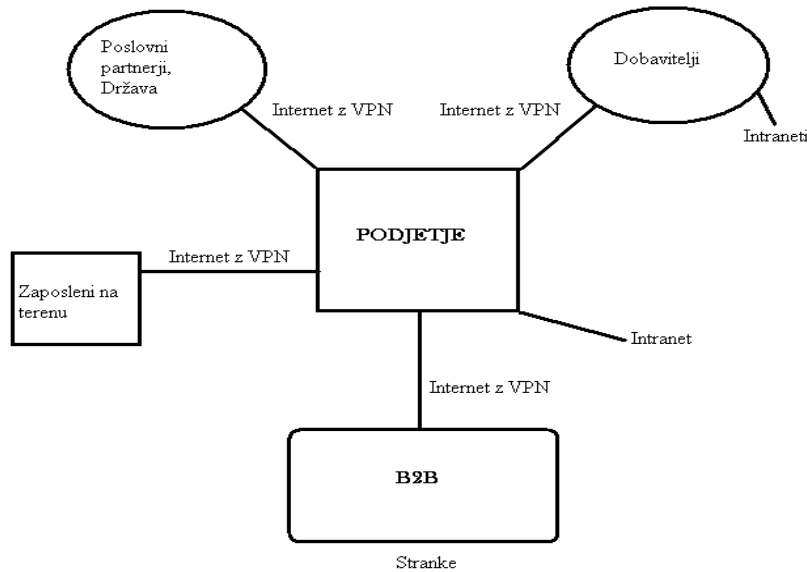 Poslovni
partnerji,
Država
Dobavitelji
Internet z VPN
Internet z VPN
Intraneti
PODJETJE
Internet z VPN
Zaposleni na
terenu
Intranet
Internet z VPN
B2B
Stranke